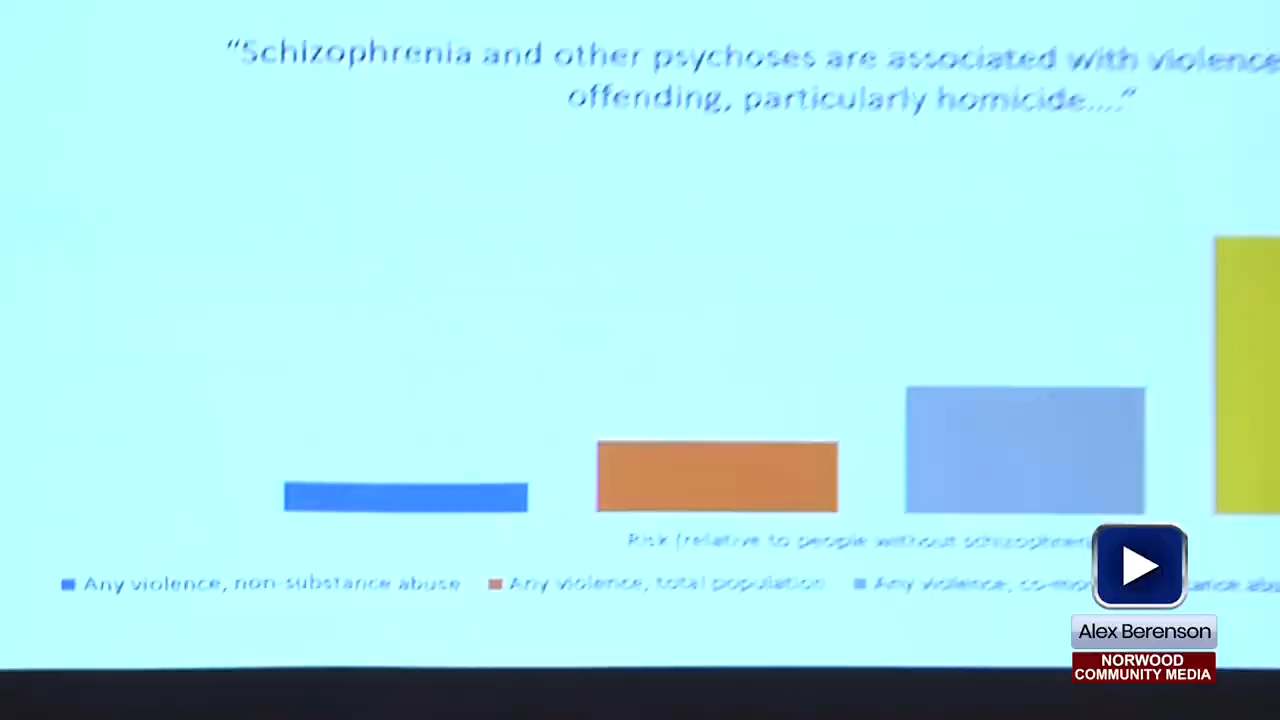 “Schizophrenia and other psychoses are associated with violence
offending, particularly homicide....”
Risk (relative to people without
Any violence, non-substance abuse Any violence, total population Any violence,
Alex Berenson
NORWOOD
COMMUNITY MEDIA